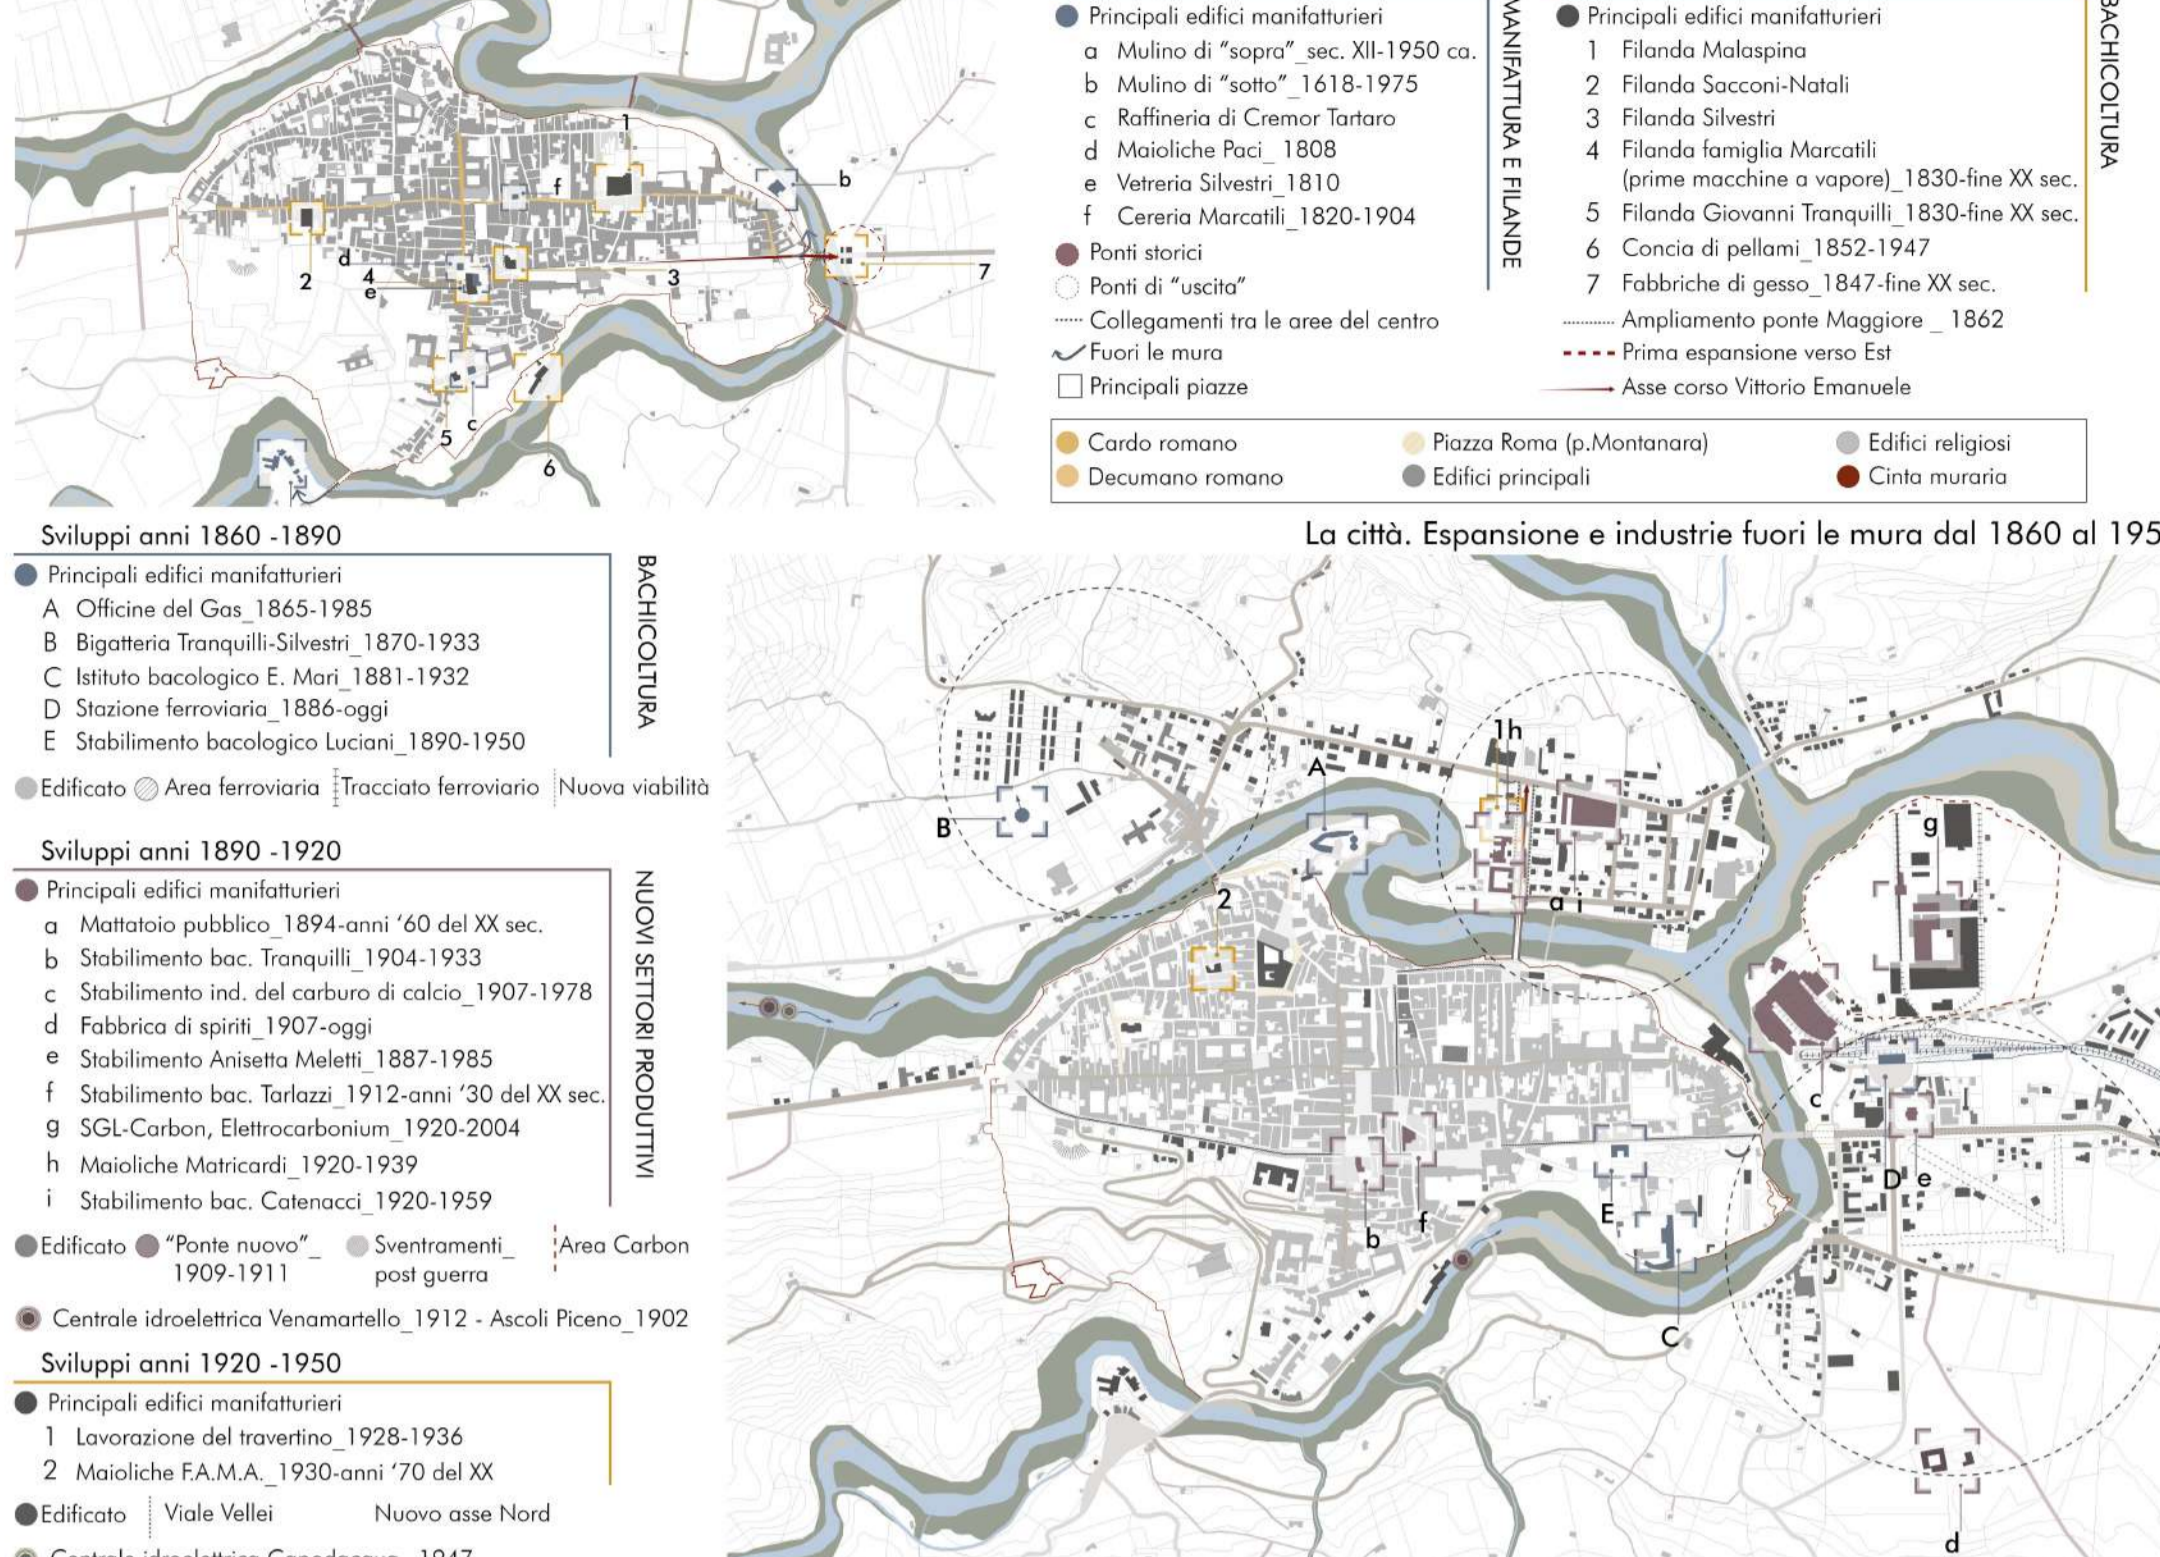 Principali edifici manifatturieri
a Mulino di “sopra”_sec. XII-1950 ca.
b Mulino di “sotto”_1618-1975
c Raffineria di Cremor Tartaro
d Maioliche Paci_ 1808
e Vetreria Silvestri_1810
f Cereria Marcatili_1820-1904
Ponti storici
Ponti di “uscita”
Collegamenti tra le aree del centro
Fuori le mura
Principali piazze
MANIFATTURA E FILANDE
Principali edifici manifatturieri
1 Filanda Malaspina
2 Filanda Sacconi-Natali
3 Filanda Silvestri
4 Filanda famiglia Marcatili
(prime macchine a vapore)_1830-fine XX sec.
5 Filanda Giovanni Tranquilli_1830-fine XX sec.
6 Concia di pellami_1852-1947
7 Fabbriche di gesso_1847-fine XX sec.
Ampliamento ponte Maggiore _ 1862
Prima espansione verso Est
Asse corso Vittorio Emanuele
BACHICOLTURA
Cardo romano
Decumano romano
Piazza Roma (p.Montanara)
Edifici principali
Edifici religiosi
Cinta muraria
1
b
f
d
4
e
2
3
7
5
c
6
Sviluppi anni 1860 -1890
Principali edifici manifatturieri
A Officine del Gas_1865-1985
B Bigatteria Tranquilli-Silvestri_1870-1933
C Istituto bacologico E. Mari_1881-1932
D Stazione ferroviaria_1886-oggi
E Stabilimento bacologico Luciani_1890-1950
BACHICOLTURA
Edificato Area ferroviaria Tracciato ferroviario Nuova viabilità
Sviluppi anni 1890 -1920
Principali edifici manifatturieri
a Mattatoio pubblico_1894-anni ‘60 del XX sec.
b Stabilimento bac. Tranquilli_1904-1933
c Stabilimento ind. del carburo di calcio_1907-1978
d Fabbrica di spiriti_1907-oggi
e Stabilimento Anisetta Meletti_1887-1985
f Stabilimento bac. Tarlazzi_1912-anni ‘30 del XX sec.
g SGL-Carbon, Elettrocarbonium_1920-2004
h Maioliche Matricardi_1920-1939
i Stabilimento bac. Catenacci_1920-1959
NUOVI SETTORI PRODUTTIVI
Edificato “Ponte nuovo”_ Sventramenti_ Area Carbon
1909-1911 post guerra
Centrale idroelettrica Venamartello_1912 - Ascoli Piceno_1902
Sviluppi anni 1920 -1950
Principali edifici manifatturieri
1 Lavorazione del travertino_1928-1936
2 Maioliche F.A.M.A._1930-anni ‘70 del XX
Edificato Viale Vellei Nuovo asse Nord
La città. Espansione e industrie fuori le mura dal 1860 al 195
1h
A
B
g
2
a i
c
D e
E
f
b
C
d